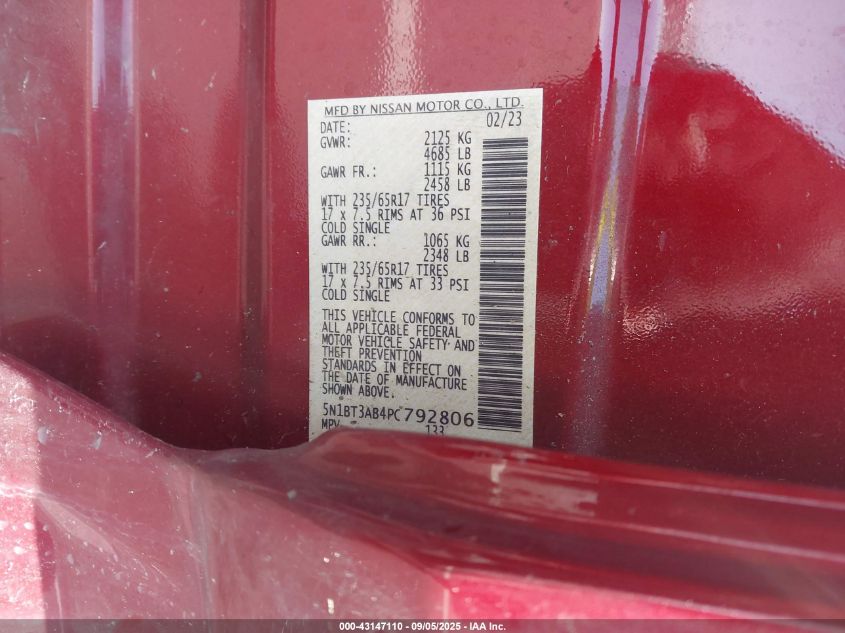 MFD BY NISSAN MOTOR CO., LTD.
DATE: 02/23
GVWR: 2125 KG
4685 LB
GAWR FR.: 1115 KG
2458 LB
WITH 235/65R17 TIRES
17 x 7.5 RIMS AT 36 PSI
COLD SINGLE
GAWR RR.: 1065 KG
2348 LB
WITH 235/65R17 TIRES
17 x 7.5 RIMS AT 33 PSI
COLD SINGLE
THIS VEHICLE CONFORMS TO
ALL APPLICABLE FEDERAL
MOTOR VEHICLE SAFETY AND
THEFT PREVENTION
STANDARDS IN EFFECT ON
THE DATE OF MANUFACTURE
SHOWN ABOVE.
5N1BT3AB4PC792806
MPV 133
000-43147110 - 09/05/2025 - IAA Inc.